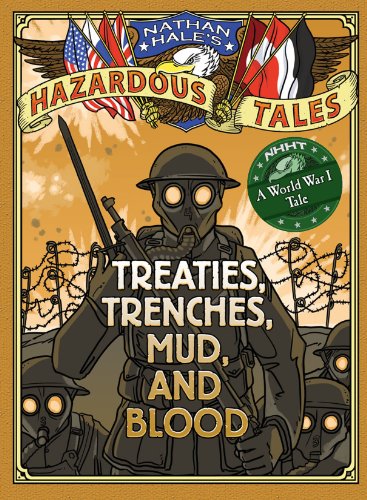 NATHAN
HALE'S
HAZARDOUS TALES
NHHT
A World War I
Tale
TREATIES,
TRENCHES,
MUD,
AND
BLOOD